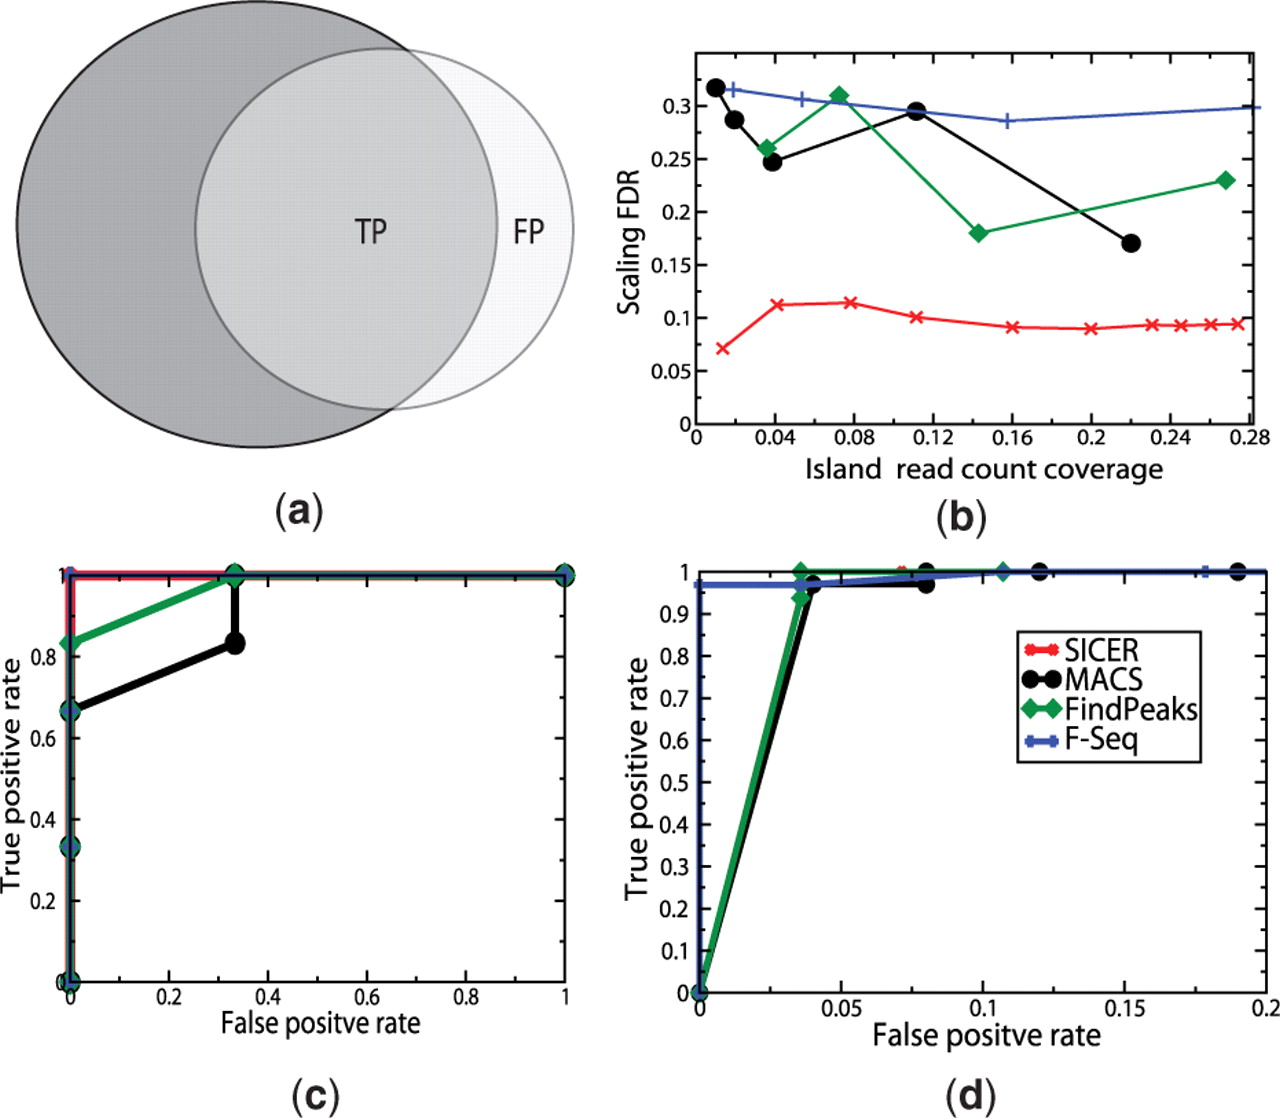 TP
FP
(a)
Scaling FDR
0.3
0.25
0.2
0.15
0.1
0.05
0
0 0.04 0.08 0.12 0.16 0.2 0.24 0.28
Island read count coverage
(b)
True positive rate
1
0.8
0.6
0.4
0.2
0
0 0.2 0.4 0.6 0.8 1
False positve rate
(c)
True positive rate
1
0.9
0.8
0.7
0.6
0.5
0.4
0.3
0.2
0.1
0
SICER
MACS
FindPeaks
F-Seq
0 0.05 0.1 0.15 0.2
False positve rate
(d)